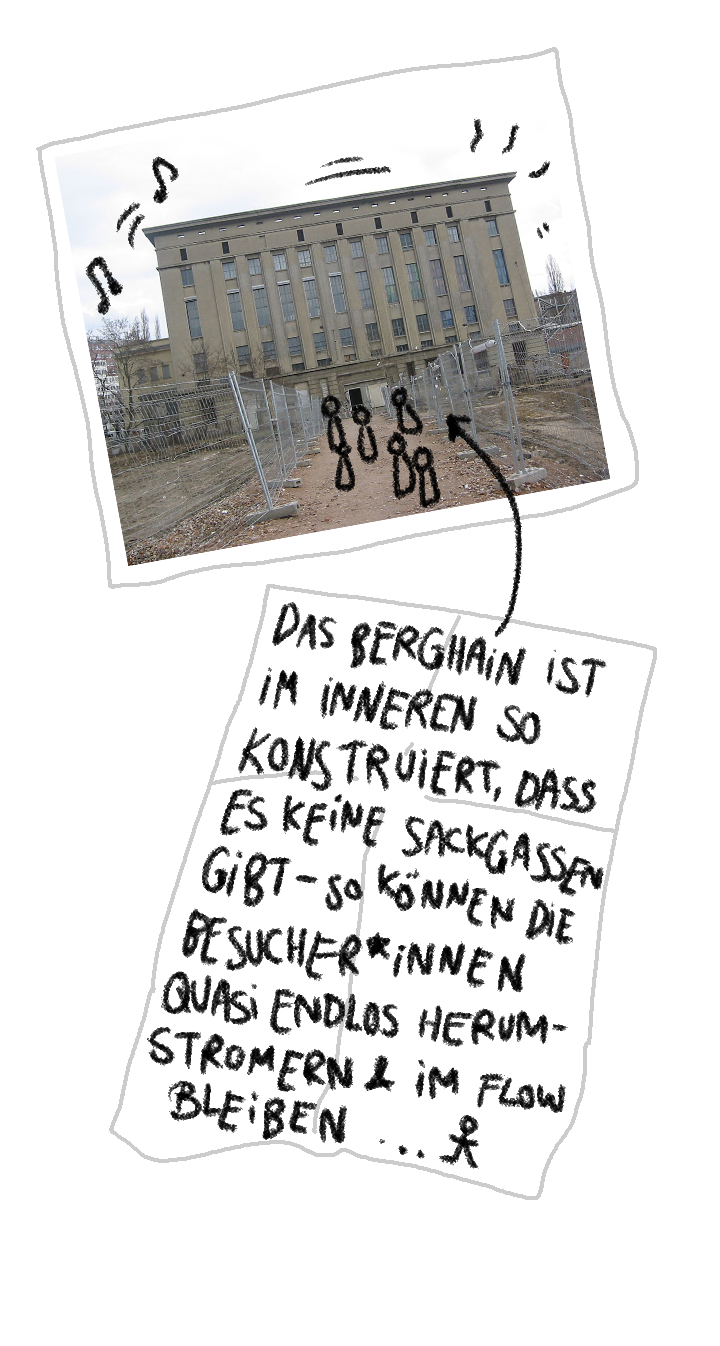 DAS BERGHAIN IST
IM INNEREN SO
KONSTRUIERT, DASS
ES KEINE SACKGASSEN
GIBT - SO KÖNNEN DIE
BESUCHER*INNEN
QUASI ENDLOS HERUM-
STROMERN & IM FLOW
BLEIBEN ...